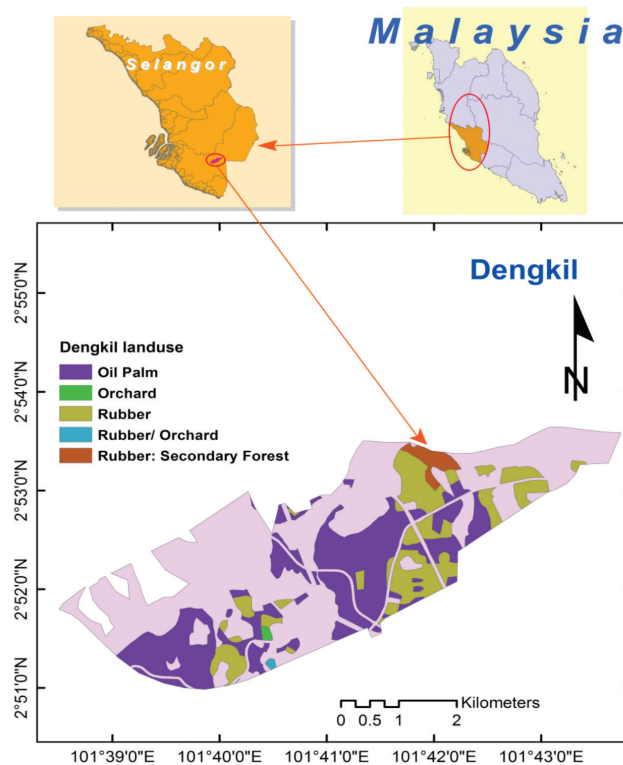 Malaysia
Selangor
Dengkil
N
Dengkil landuse
Oil Palm
Orchard
Rubber
Rubber/ Orchard
Rubber: Secondary Forest
2°55'0"N
2°54'0"N
2°53'0"N
2°52'0"N
2°51'0"N
Kilometers
0 0.5 1 2
101°39'0"E 101°40'0"E 101°41'0"E 101°42'0"E 101°43'0"E